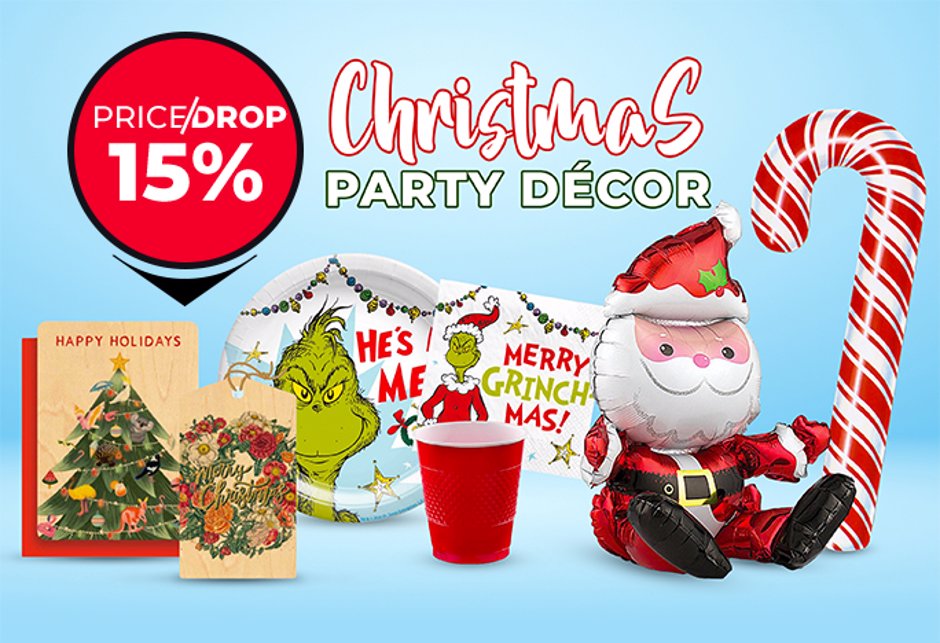 PRICE/DROP
15%
Christmas
PARTY DÉCOR
HAPPY HOLIDAYS
Merry
Christmas
HE'S
ME
MERRY
GRINCH
MAS!